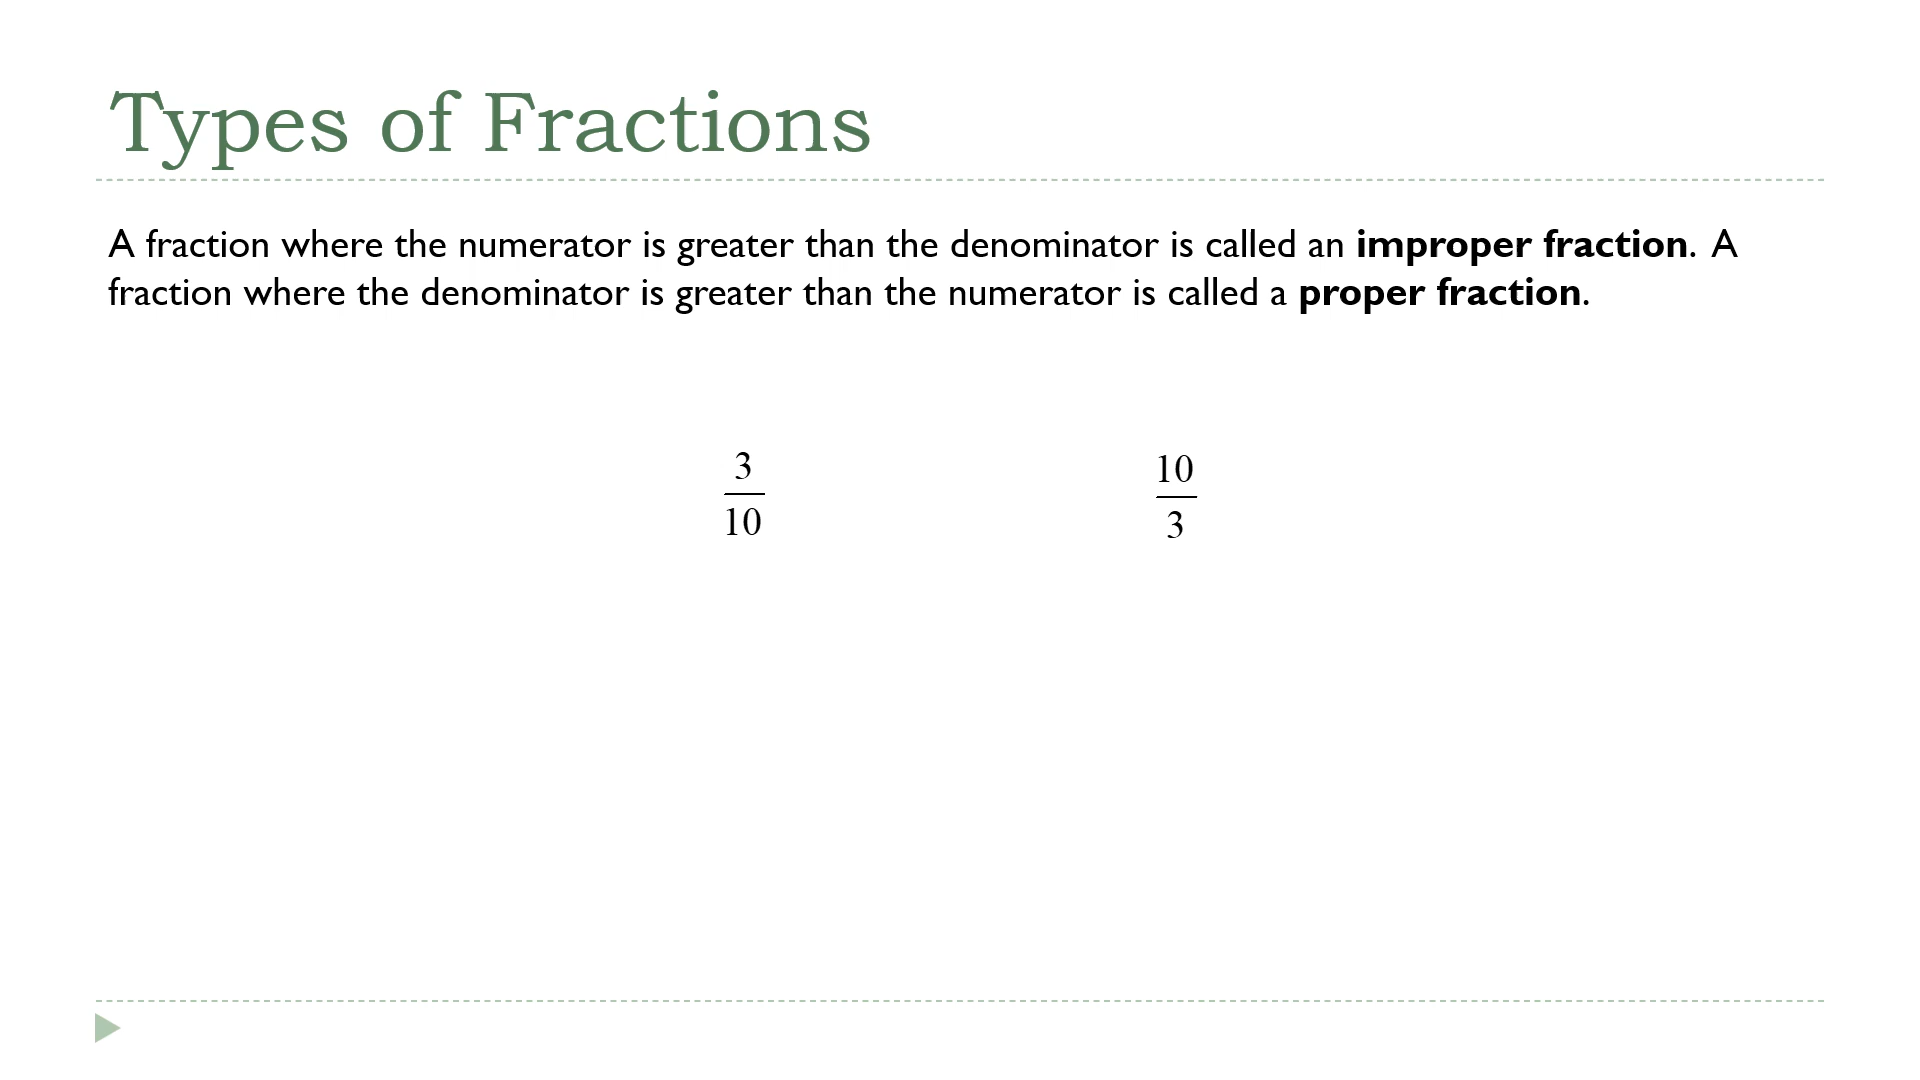 Types of Fractions
A fraction where the numerator is greater than the denominator is called an improper fraction. A
fraction where the denominator is greater than the numerator is called a proper fraction.
3 10
10 3